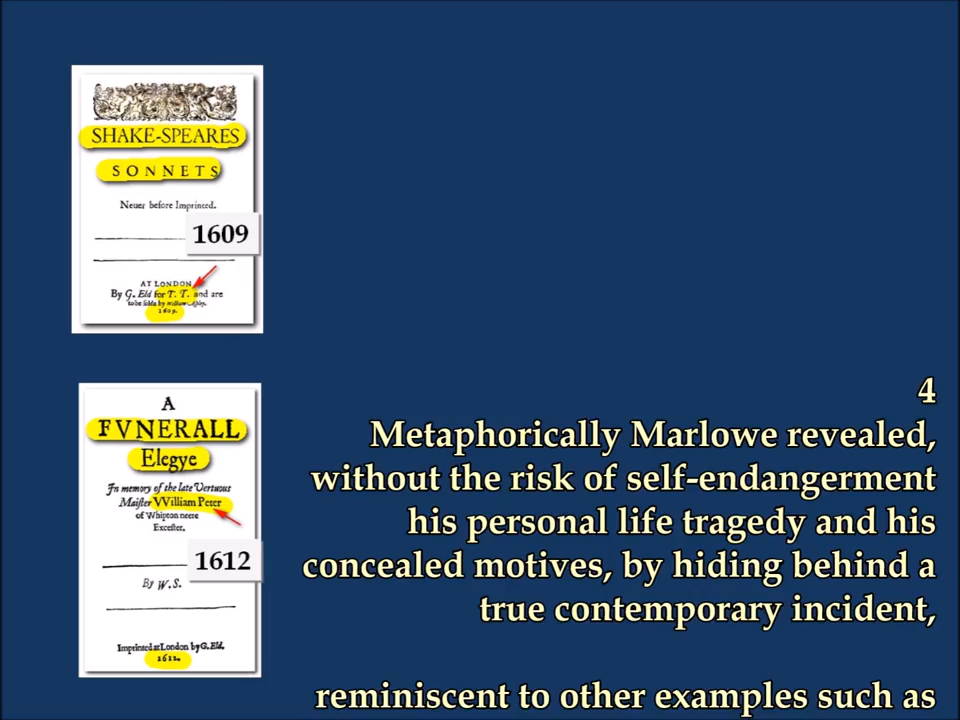 SHAKE-SPEARES
SONNETS
Neuer before Imprinted.
1609
AT LONDON
By G. Eld for T. T. and are
to be solde by William Aspley.
1609.
A
FVNERALL
Elegye
In memory of the late Vertuous
Maister VVilliam Peter
of Whipton neere
Excester.
1612
By W.S.
Imprinted at London by G. Eld.
1612.
4
Metaphorically Marlowe revealed,
without the risk of self-endangerment
his personal life tragedy and his
concealed motives, by hiding behind a
true contemporary incident,
reminiscent to other examples such as